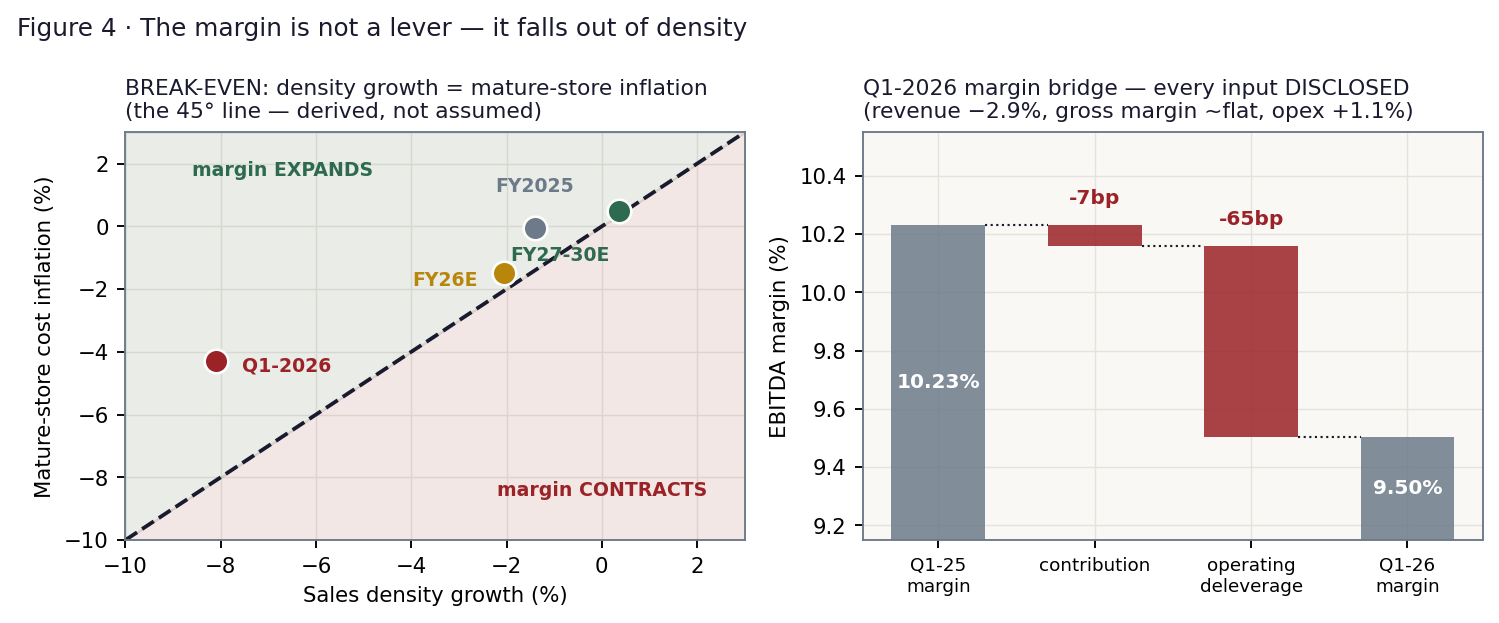 Figure 4 · The margin is not a lever — it falls out of density
BREAK-EVEN: density growth = mature-store inflation
(the 45° line — derived, not assumed)
Mature-store cost inflation (%)
2
0
−2
−4
−6
−8
−10
margin EXPANDS
FY2025
FY27-30E
FY26E
Q1-2026
margin CONTRACTS
−10
−8
−6
−4
−2
0
2
Sales density growth (%)
Q1-2026 margin bridge — every input DISCLOSED
(revenue −2.9%, gross margin ~flat, opex +1.1%)
EBITDA margin (%)
10.4
10.2
10.0
9.8
9.6
9.4
9.2
-7bp
-65bp
10.23%
9.50%
Q1-25
margin
contribution
operating
deleverage
Q1-26
margin